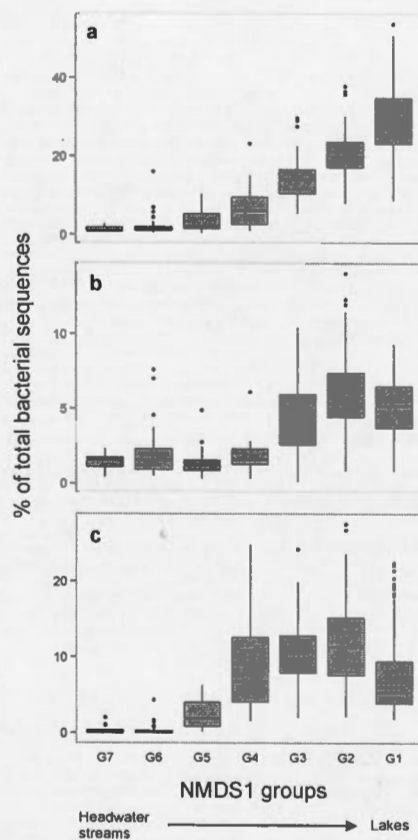 a
40
20
0
b
10
5
0
c
20
10
0
% of total bacterial sequences
G7 G6 G5 G4 G3 G2 G1
NMDS1 groups
Headwater streams Lakes